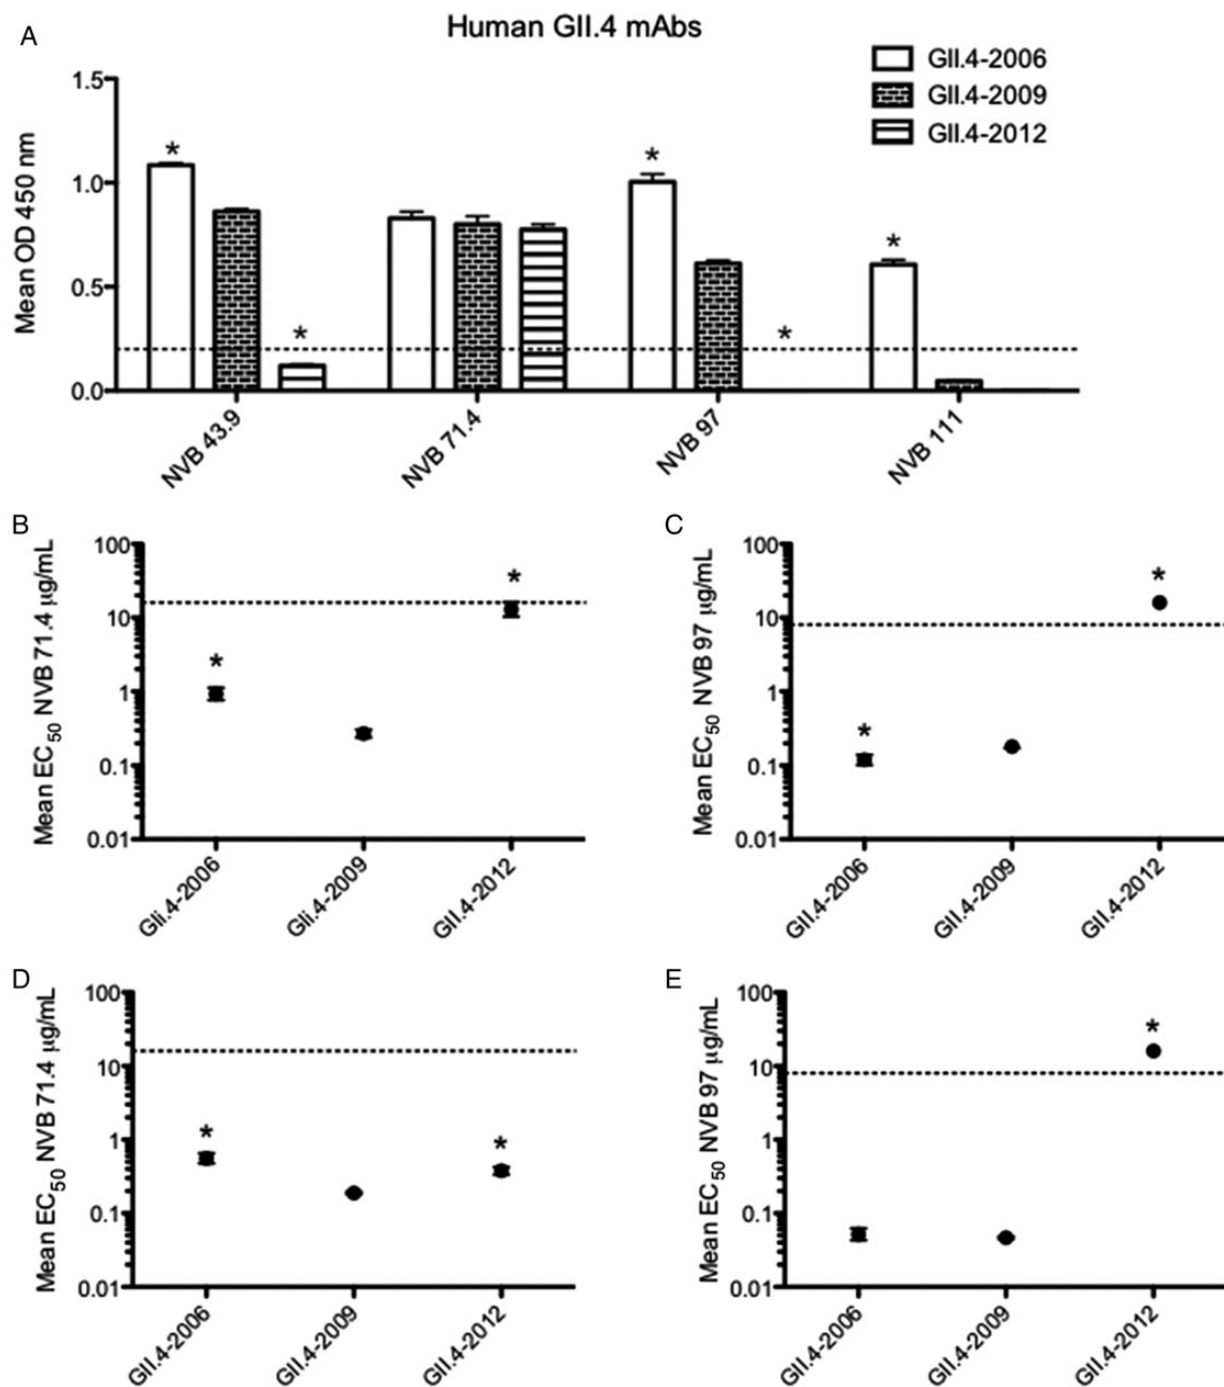 A
Human GII.4 mAbs
GII.4-2006
GII.4-2009
GII.4-2012
Mean OD 450 nm
1.5
1.0
0.5
0.0
*
*
*
*
*
NVB 43.9
NVB 71.4
NVB 97
NVB 111
B
Mean EC50 NVB 71.4 µg/mL
100
10
1
0.1
0.01
*
*
Gli.4-2006
Gli.4-2009
GII.4-2012
C
Mean EC50 NVB 97 µg/mL
100
10
1
0.1
0.01
*
*
GII.4-2006
GII.4-2009
GII.4-2012
D
Mean EC50 NVB 71.4 µg/mL
100
10
1
0.1
0.01
*
*
GII.4-2006
GII.4-2009
GII.4-2012
E
Mean EC50 NVB 97 µg/mL
100
10
1
0.1
0.01
*
GII.4-2006
GII.4-2009
GII.4-2012